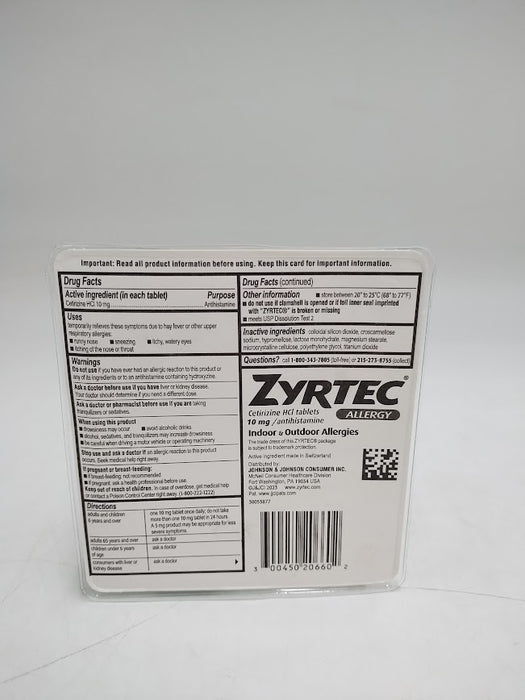 Important: Read all product information before using. Keep this card for important information.
Drug Facts
Active ingredient (in each tablet) Purpose
Cetirizine HCl 10 mg Antihistamine
Uses
temporarily relieves these symptoms due to hay fever or other upper
respiratory allergies:
■ runny nose ■ sneezing ■ itchy, watery eyes
■ itching of the nose or throat
Warnings
Do not use if you have ever had an allergic reaction to this product or
any of its ingredients or to an antihistamine containing hydroxyzine.
Ask a doctor before use if you have liver or kidney disease.
Your doctor should determine if you need a different dose.
Ask a doctor or pharmacist before use if you are taking
tranquilizers or sedatives.
When using this product
■ drowsiness may occur ■ avoid alcoholic drinks
■ alcohol, sedatives, and tranquilizers may increase drowsiness
■ be careful when driving a motor vehicle or operating machinery
Stop use and ask a doctor if an allergic reaction to this product
occurs. Seek medical help right away.
If pregnant or breast-feeding:
■ if breast-feeding: not recommended
■ if pregnant: ask a health professional before use.
Keep out of reach of children. In case of overdose, get medical help
or contact a Poison Control Center right away. (1-800-222-1222)
Directions
adults and children 6 years and over
one 10 mg tablet once daily; do not take
more than one 10 mg tablet in 24 hours.
A 5 mg product may be appropriate for less
severe symptoms.
adults 65 years and over ask a doctor
children under 6 years of age ask a doctor
consumers with liver or kidney disease ask a doctor
Drug Facts (continued)
Other information ■ store between 20° to 25°C (68° to 77°F)
■ do not use if clamshell is opened or if foil inner seal imprinted
with "ZYRTEC®" is broken or missing
■ meets USP Dissolution Test 2
Inactive ingredients colloidal silicon dioxide, croscarmellose
sodium, hypromellose, lactose monohydrate, magnesium stearate,
microcrystalline cellulose, polyethylene glycol, titanium dioxide
Questions? call 1-800-343-7805 (toll-free) or 215-273-8755 (collect)
ZYRTEC®
ALLERGY
Cetirizine HCl tablets
10 mg /antihistamine
Indoor & Outdoor Allergies
The trade dress of this ZYRTEC® package
is subject to trademark protection.
Active ingredient made in Switzerland
Distributed by:
JOHNSON & JOHNSON CONSUMER INC.
McNeil Consumer Healthcare Division
Fort Washington, PA 19034 USA
©J&JCI 2023 www.zyrtec.com
Pat. www.jjcipats.com
3 00450 20660 2